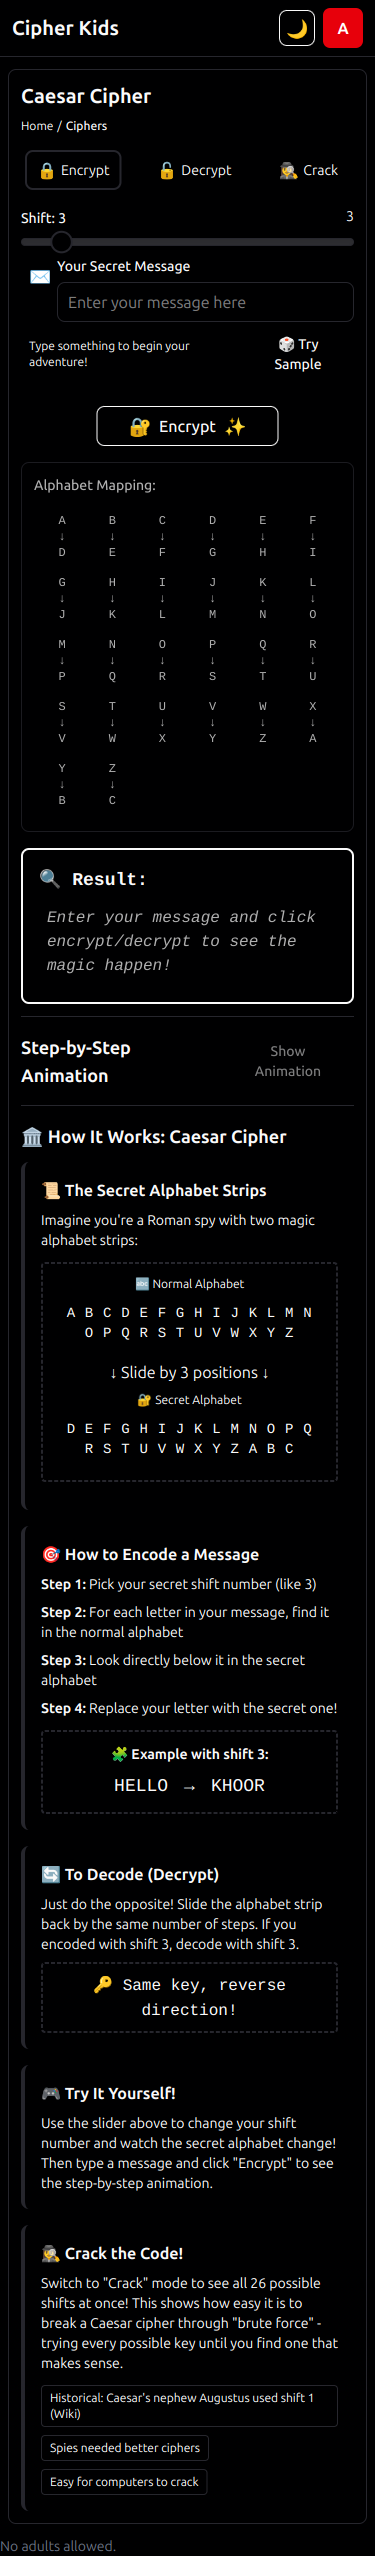 Cipher Kids
🌙
A
Caesar Cipher
Home / Ciphers
🔒 Encrypt
🔓 Decrypt
🕵️ Crack
Shift: 3
3
✉️
Your Secret Message
Enter your message here
Type something to begin your
adventure!
🎲 Try
Sample
🔐 Encrypt ✨
Alphabet Mapping:
A B C D E F
↓ ↓ ↓ ↓ ↓ ↓
D E F G H I
G H I J K L
↓ ↓ ↓ ↓ ↓ ↓
J K L M N O
M N O P Q R
↓ ↓ ↓ ↓ ↓ ↓
P Q R S T U
S T U V W X
↓ ↓ ↓ ↓ ↓ ↓
V W X Y Z A
Y Z
↓ ↓
B C
🔍 Result:
Enter your message and click
encrypt/decrypt to see the
magic happen!
Step-by-Step
Animation
Show
Animation
🏛️ How It Works: Caesar Cipher
📜 The Secret Alphabet Strips
Imagine you're a Roman spy with two magic
alphabet strips:
🔤 Normal Alphabet
A B C D E F G H I J K L M N
O P Q R S T U V W X Y Z
↓ Slide by 3 positions ↓
🔐 Secret Alphabet
D E F G H I J K L M N O P Q
R S T U V W X Y Z A B C
🎯 How to Encode a Message
Step 1: Pick your secret shift number (like 3)
Step 2: For each letter in your message, find it
in the normal alphabet
Step 3: Look directly below it in the secret
alphabet
Step 4: Replace your letter with the secret one!
🧩 Example with shift 3:
HELLO → KHOOR
🔄 To Decode (Decrypt)
Just do the opposite! Slide the alphabet strip
back by the same number of steps. If you
encoded with shift 3, decode with shift 3.
🔑 Same key, reverse
direction!
🎮 Try It Yourself!
Use the slider above to change your shift
number and watch the secret alphabet change!
Then type a message and click "Encrypt" to see
the step-by-step animation.
🕵️ Crack the Code!
Switch to "Crack" mode to see all 26 possible
shifts at once! This shows how easy it is to
break a Caesar cipher through "brute force" -
trying every possible key until you find one that
makes sense.
Historical: Caesar's nephew Augustus used shift 1
(Wiki)
Spies needed better ciphers
Easy for computers to crack
No adults allowed.